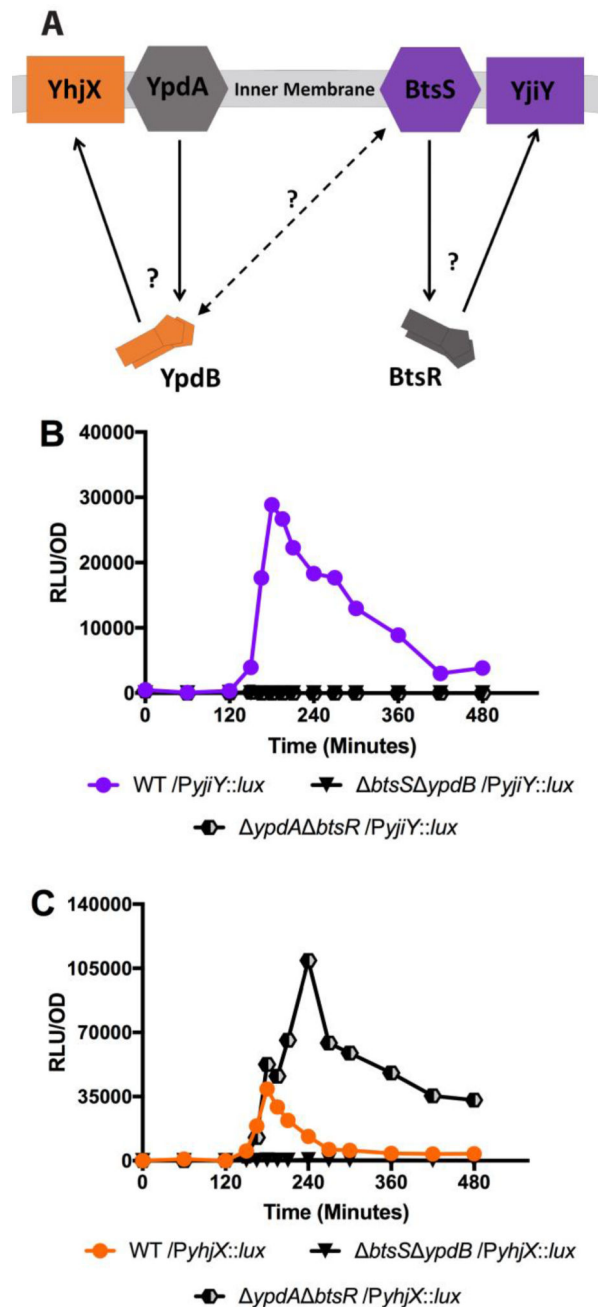 A
YhjX YpdA Inner Membrane BtsS YjiY
?
? ?
YpdB BtsR
B
40000
30000
20000
10000
0
RLU/OD
0 120 240 360 480
Time (Minutes)
WT /PyjiY::lux ΔbtsSΔypdB /PyjiY::lux
ΔypdAΔbtsR /PyjiY::lux
C
140000
105000
70000
35000
0
RLU/OD
0 120 240 360 480
Time (Minutes)
WT /PyhjX::lux ΔbtsSΔypdB /PyhjX::lux
ΔypdAΔbtsR /PyhjX::lux